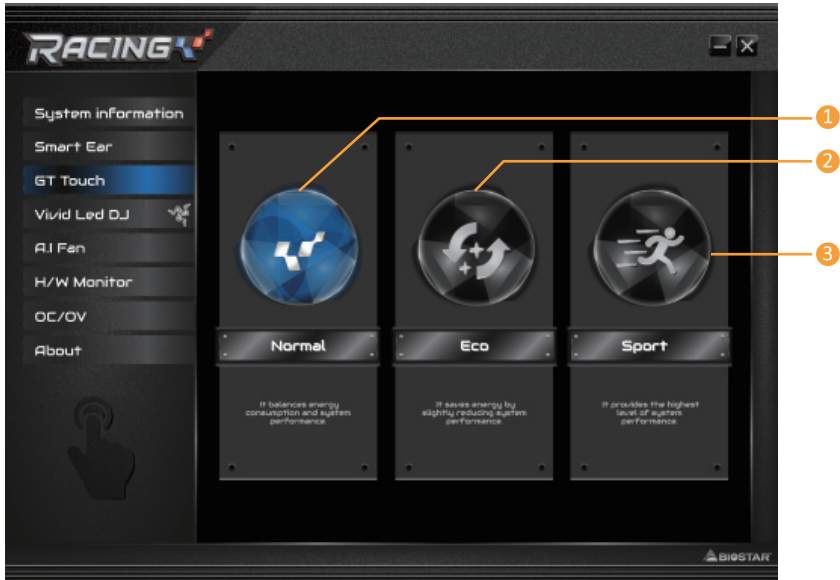 RACING
System information
Smart Ear
GT Touch
Vivid Led DJ
A.I Fan
H/W Monitor
OC/OV
About
1
2
3
Normal
It balances energy
consumption and system
performance.
Eco
It saves energy by
slightly reducing system
performance.
Sport
It provides the highest
level of system
performance.
BIOSTAR